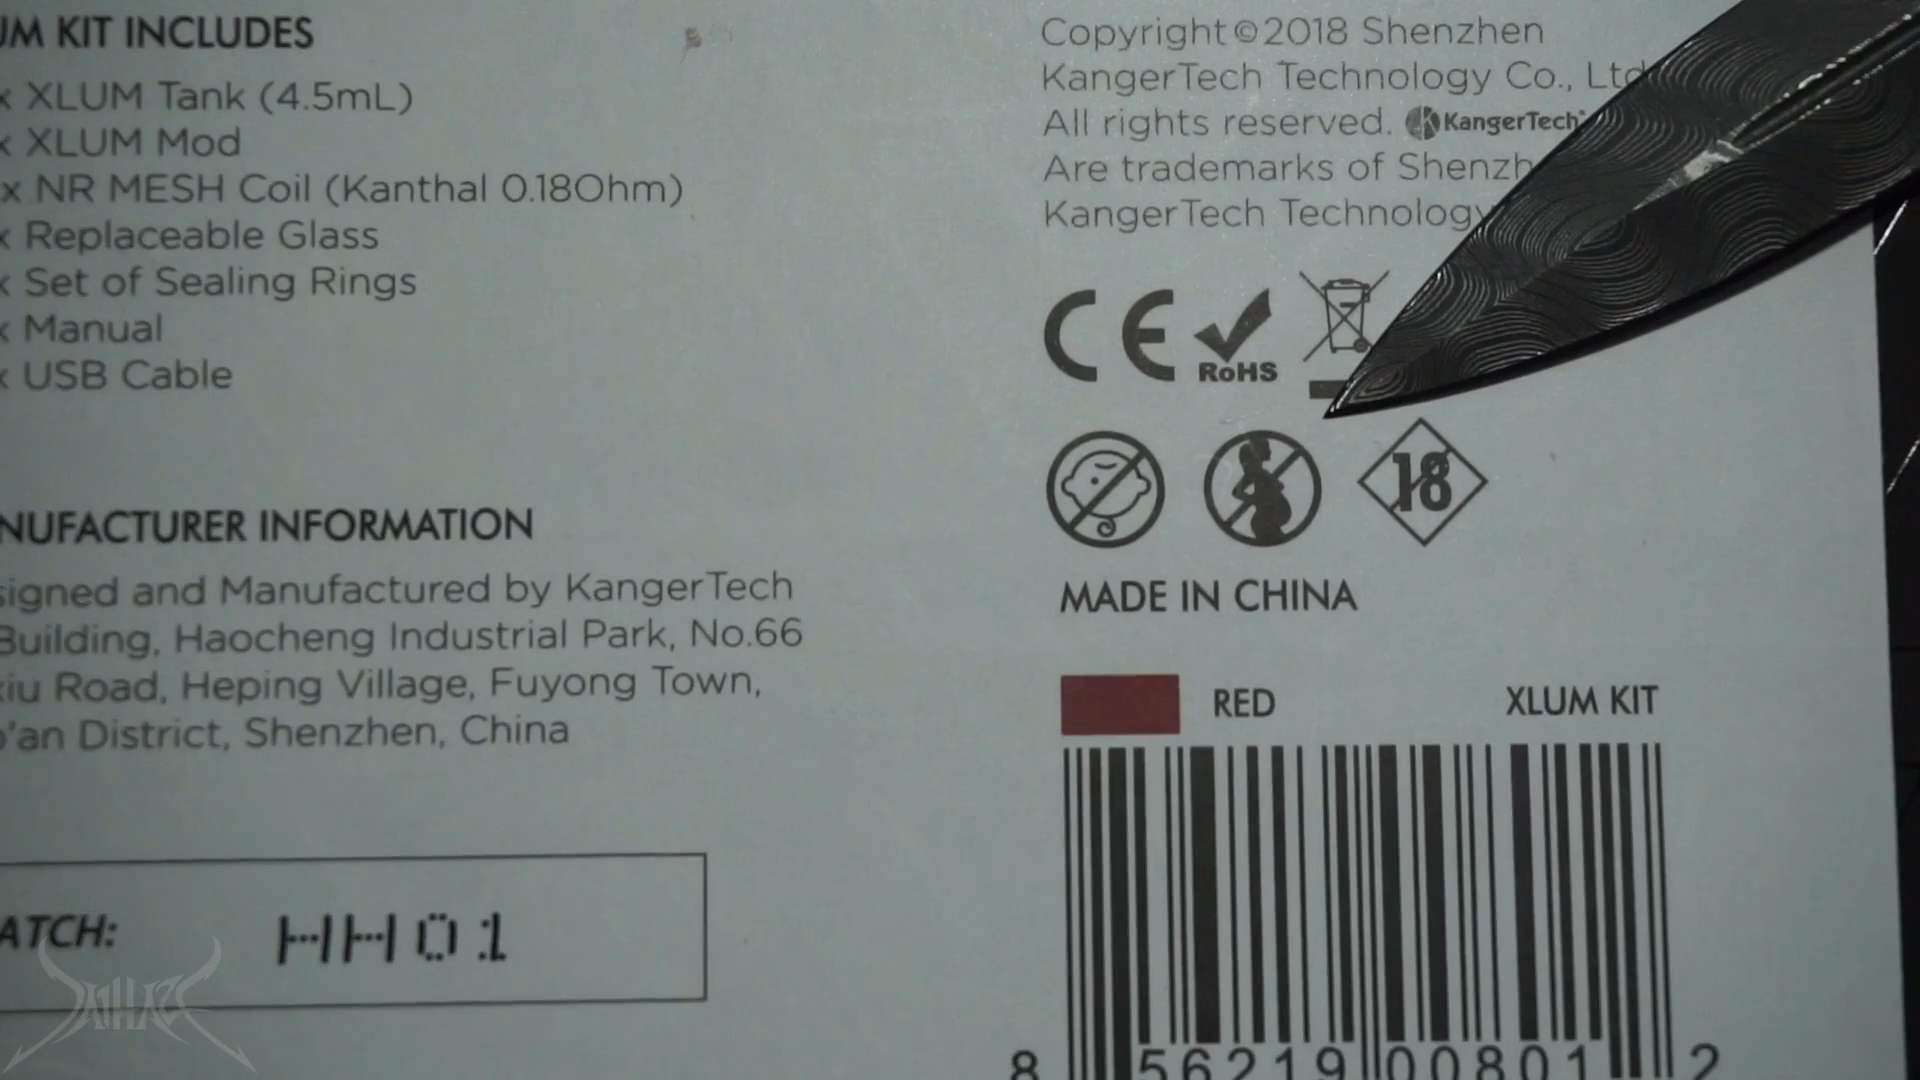 UM KIT INCLUDES
x XLUM Tank (4.5mL)
x XLUM Mod
x NR MESH Coil (Kanthal 0.18Ohm)
x Replaceable Glass
x Set of Sealing Rings
x Manual
x USB Cable
NUFACTURER INFORMATION
signed and Manufactured by KangerTech
Building, Haocheng Industrial Park, No.66
xiu Road, Heping Village, Fuyong Town,
o'an District, Shenzhen, China
ATCH: HH01
Copyright©2018 Shenzhen
KangerTech Technology Co., Ltd
All rights reserved. KangerTech
Are trademarks of Shenzh
KangerTech Technology
CE RoHS
18
MADE IN CHINA
RED XLUM KIT
8 56219 00801 2